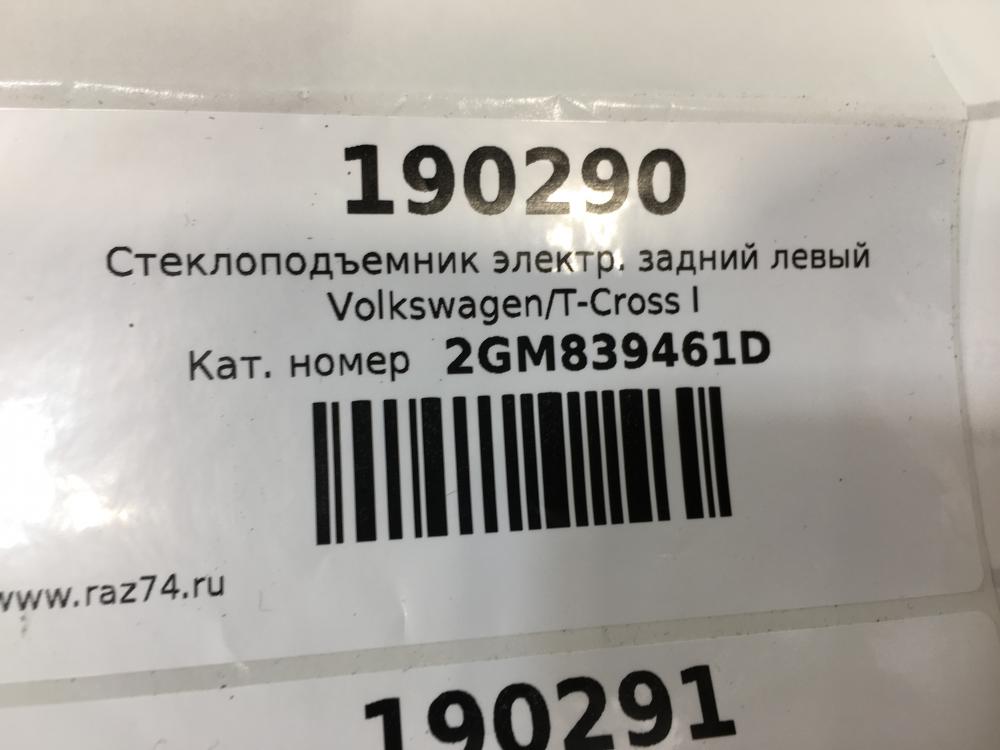 190290
Стеклоподъемник электр. задний левый
Volkswagen/T-Cross I
Кат. номер 2GM839461D
www.raz74.ru
190291